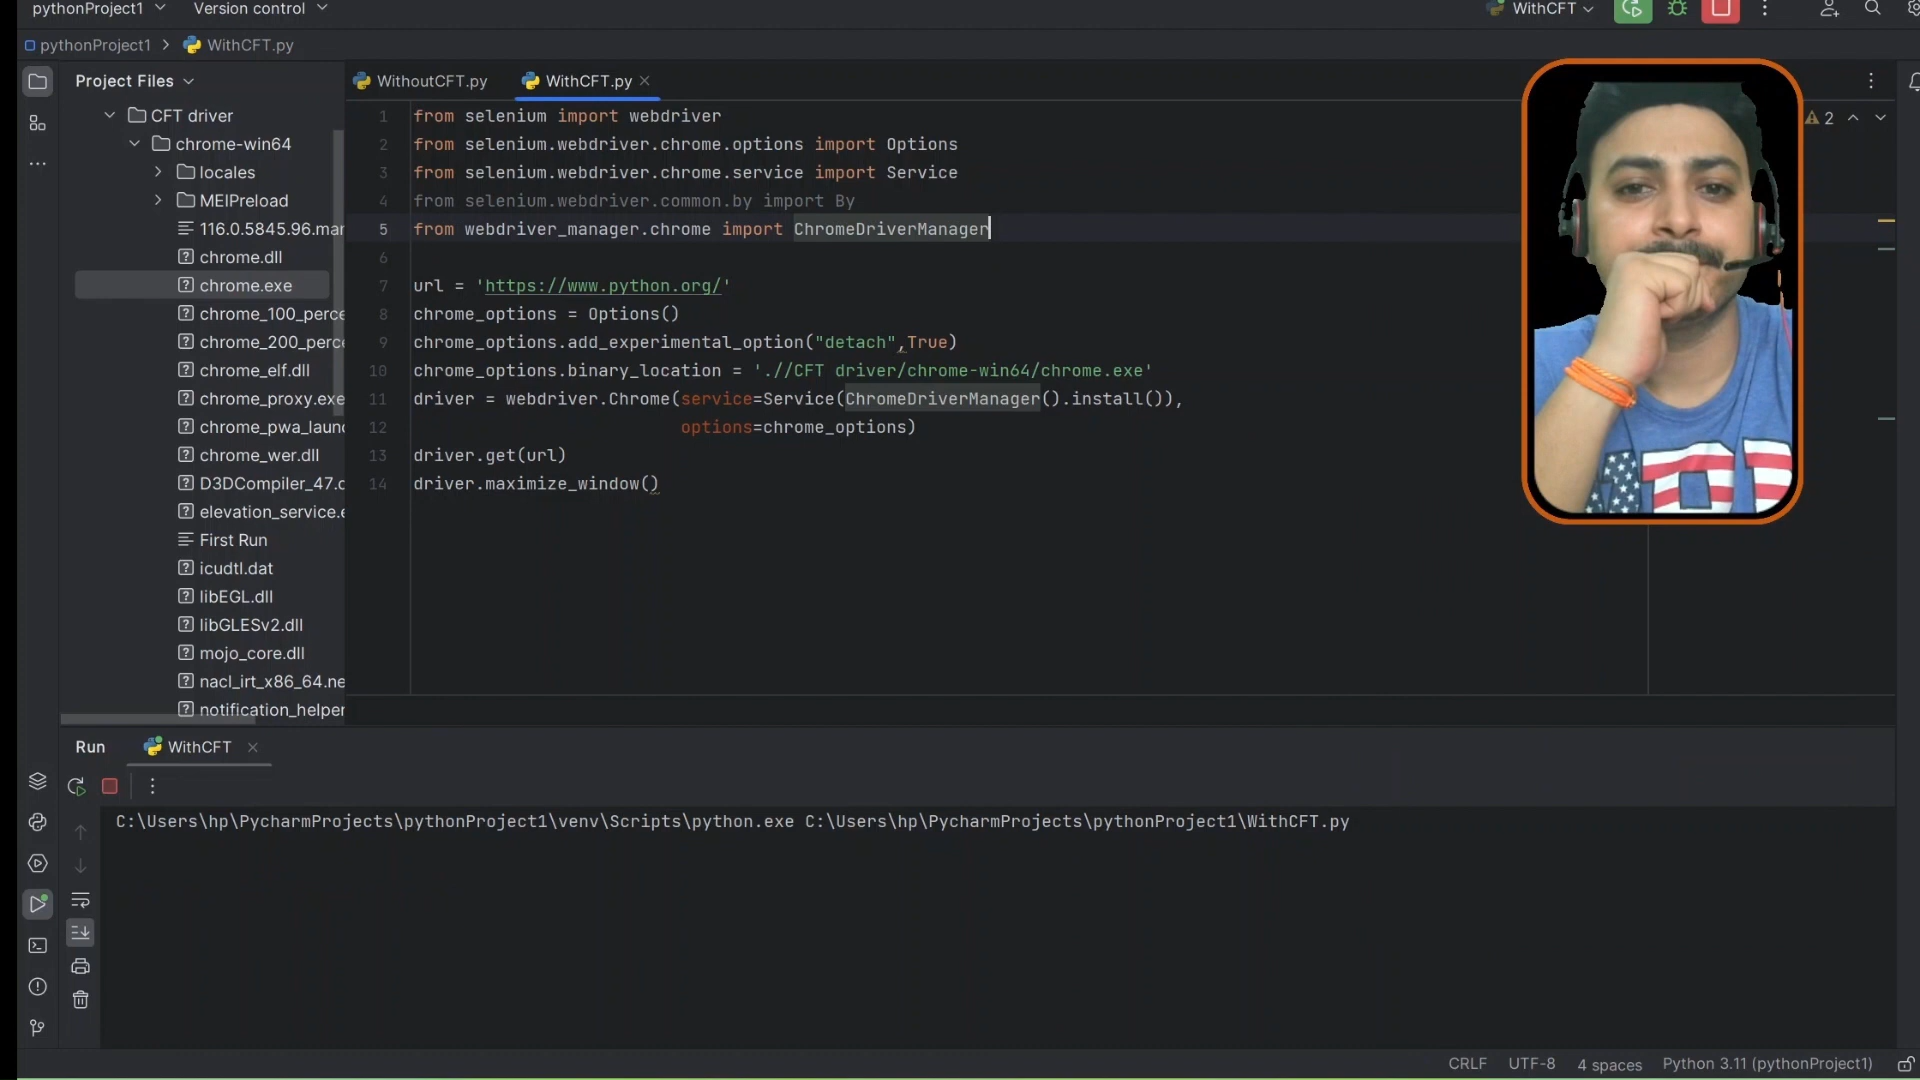 pythonProject1 Version control WithCFT
pythonProject1 WithCFT.py
Project Files WithoutCFT.py WithCFT.py
CFT driver
chrome-win64
locales
MEIPreload
116.0.5845.96.mar
chrome.dll
chrome.exe
chrome_100_perce
chrome_200_perce
chrome_elf.dll
chrome_proxy.exe
chrome_pwa_laun
chrome_wer.dll
D3DCompiler_47.d
elevation_service.e
First Run
icudtl.dat
libEGL.dll
libGLESv2.dll
mojo_core.dll
nacl_irt_x86_64.ne
notification_helper
1 from selenium import webdriver
2 from selenium.webdriver.chrome.options import Options
3 from selenium.webdriver.chrome.service import Service
4 from selenium.webdriver.common.by import By
5 from webdriver_manager.chrome import ChromeDriverManager
6
7 url = 'https://www.python.org/'
8 chrome_options = Options()
9 chrome_options.add_experimental_option("detach",True)
10 chrome_options.binary_location = './/CFT driver/chrome-win64/chrome.exe'
11 driver = webdriver.Chrome(service=Service(ChromeDriverManager().install()),
12 options=chrome_options)
13 driver.get(url)
14 driver.maximize_window()
2
Run WithCFT
C:\Users\hp\PycharmProjects\pythonProject1\venv\Scripts\python.exe C:\Users\hp\PycharmProjects\pythonProject1\WithCFT.py
CRLF UTF-8 4 spaces Python 3.11 (pythonProject1)